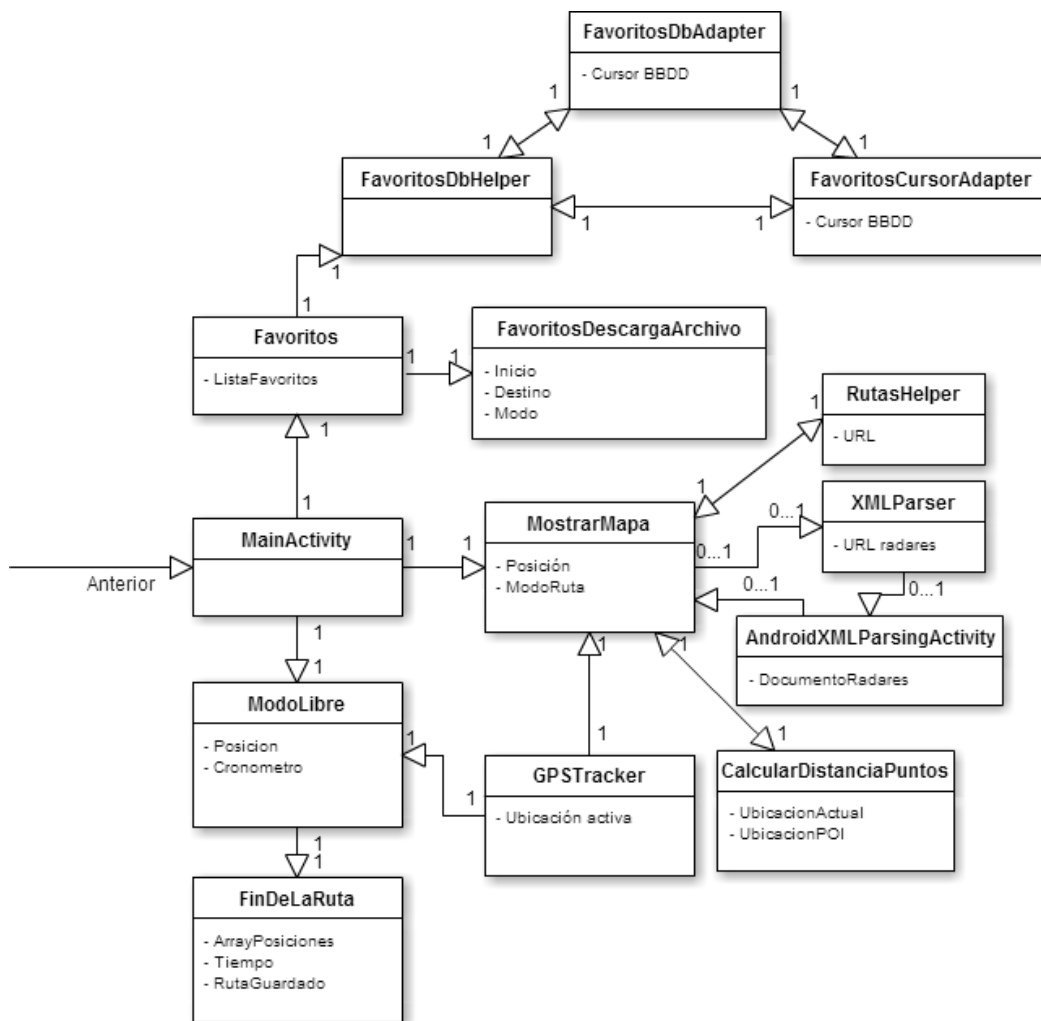 FavoritosDbAdapter
- Cursor BBDD
1
1
1
1
FavoritosDbHelper
FavoritosCursorAdapter
- Cursor BBDD
1
1
1
1
Favoritos
- ListaFavoritos
1
1
FavoritosDescargaArchivo
- Inicio
- Destino
- Modo
1
1
RutasHelper
- URL
1
1
MainActivity
Anterior
1
1
MostrarMapa
- Posición
- ModoRuta
0...1
0...1
XMLParser
- URL radares
0...1
0...1
AndroidXMLParsingActivity
- DocumentoRadares
1
1
ModoLibre
- Posicion
- Cronometro
1
1
1
1
GPSTracker
- Ubicación activa
1
1
CalcularDistanciaPuntos
- UbicacionActual
- UbicacionPOI
1
1
FinDeLaRuta
- ArrayPosiciones
- Tiempo
- RutaGuardado